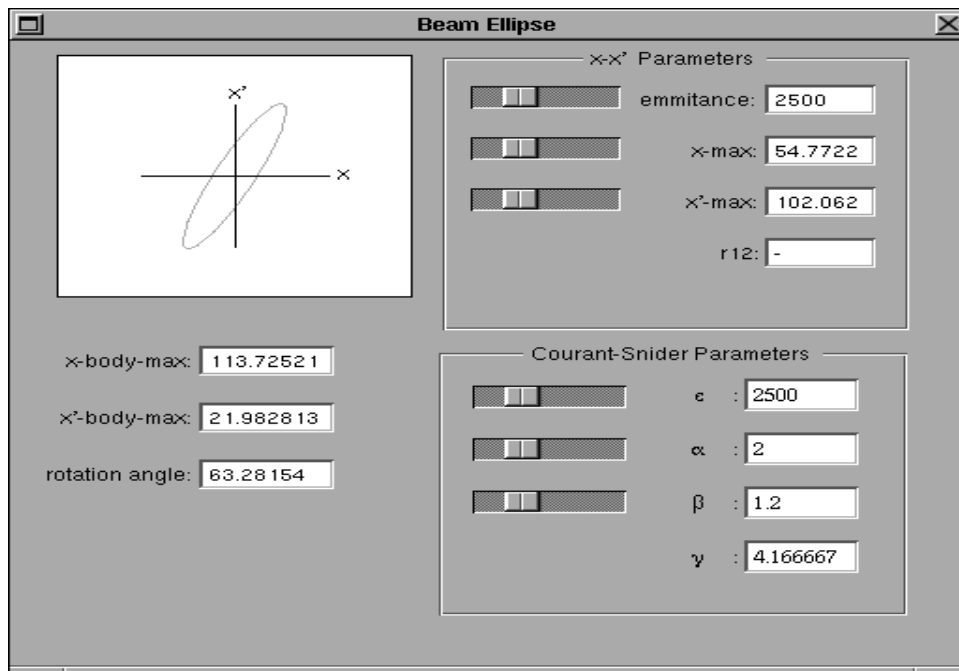 Beam Ellipse
x'
x
x-x' Parameters
emmitance: 2500
x-max: 54.7722
x'-max: 102.062
r12: -
x-body-max: 113.72521
x'-body-max: 21.982813
rotation angle: 63.28154
Courant-Snider Parameters
ε : 2500
α : 2
β : 1.2
γ : 4.166667